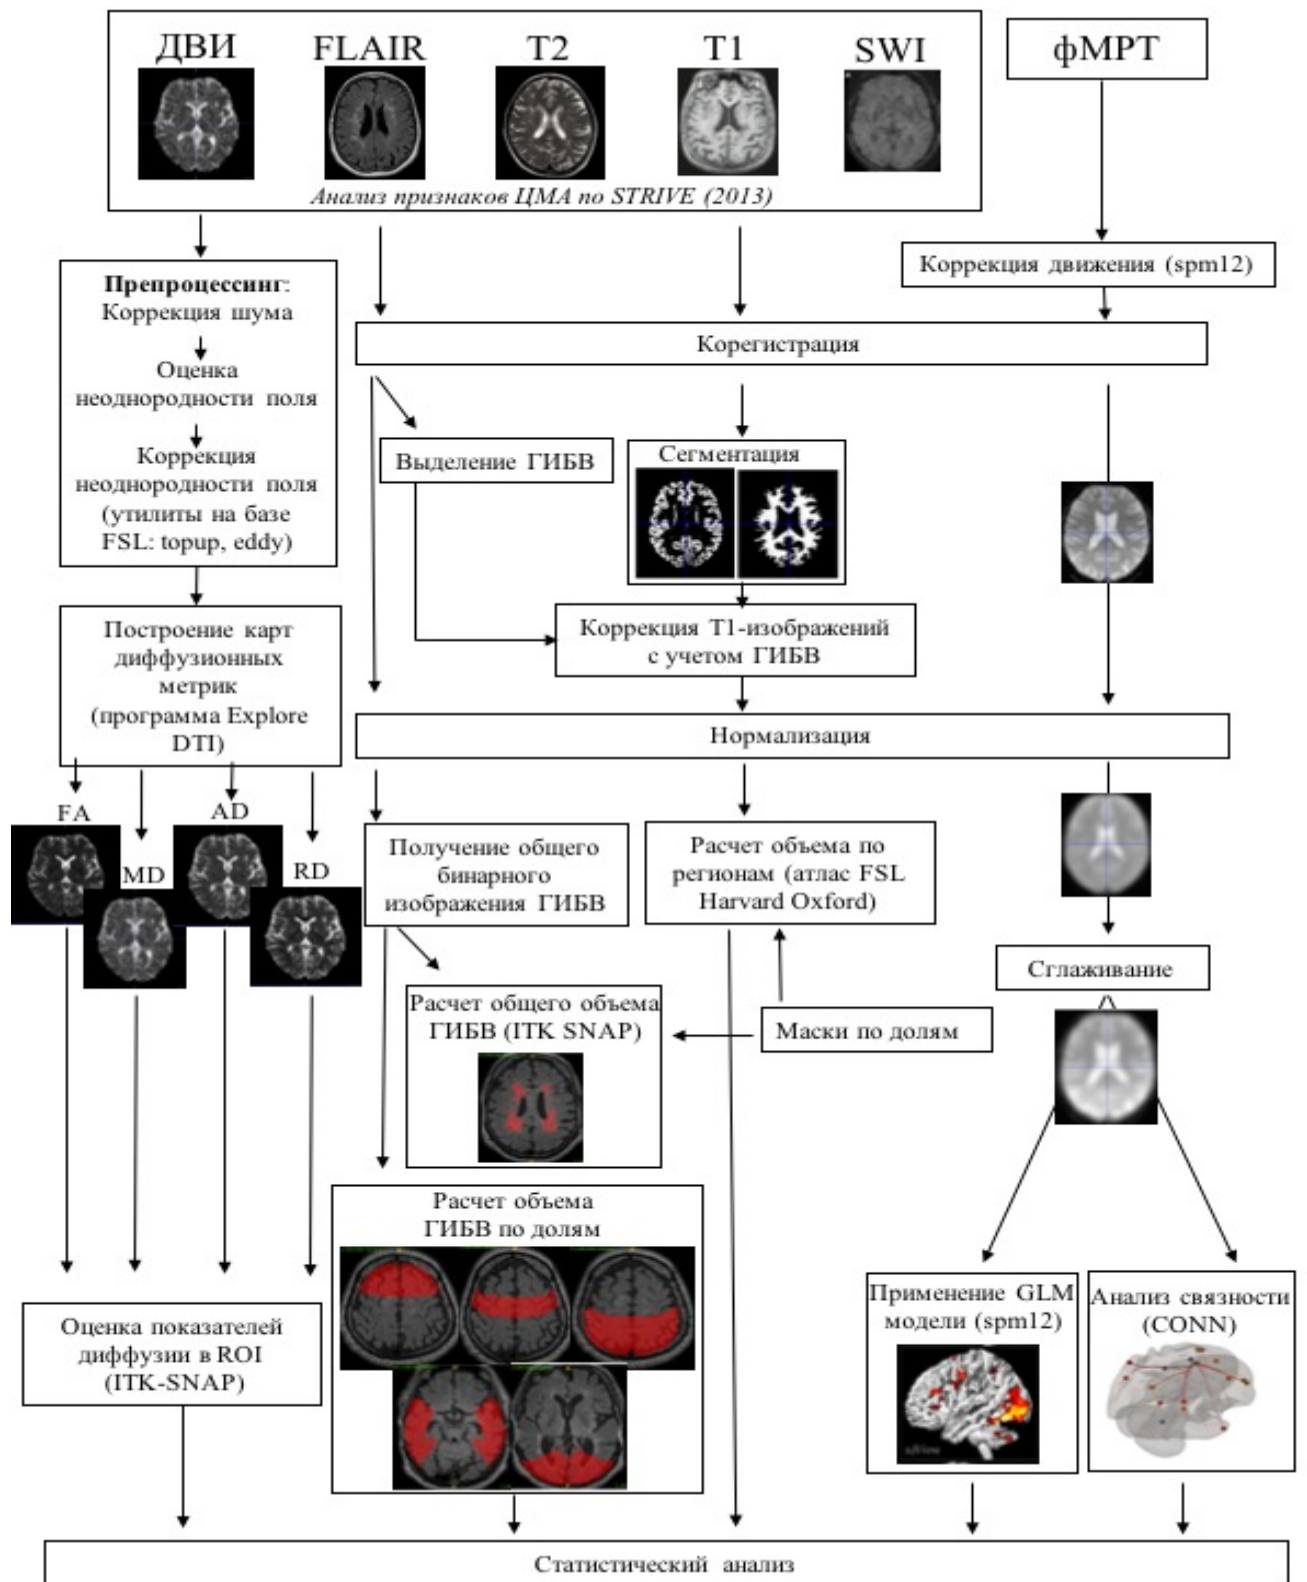 ДВИ
FLAIR
T2
T1
SWI
фМРТ
Анализ признаков ЦМА по STRIVE (2013)
Препроцессинг:
Коррекция шума
Оценка
неоднородности поля
Коррекция
неоднородности поля
(утилиты на базе
FSL: topup, eddy)
Коррекция движения (spm12)
Корегистрация
Выделение ГИБВ
Сегментация
Построение карт
диффузионных
метрик
(программа Explore
DTI)
Коррекция Т1-изображений
с учетом ГИБВ
Нормализация
FA
MD
AD
RD
Получение общего
бинарного
изображения ГИБВ
Расчет объема по
регионам (атлас FSL
Harvard Oxford)
Сглаживание
Расчет общего объема
ГИБВ (ITK SNAP)
Маски по долям
Расчет объема
ГИБВ по долям
Оценка показателей
диффузии в ROI
(ITK-SNAP)
Применение GLM
модели (spm12)
xjView
Анализ связности
(CONN)
Статистический анализ